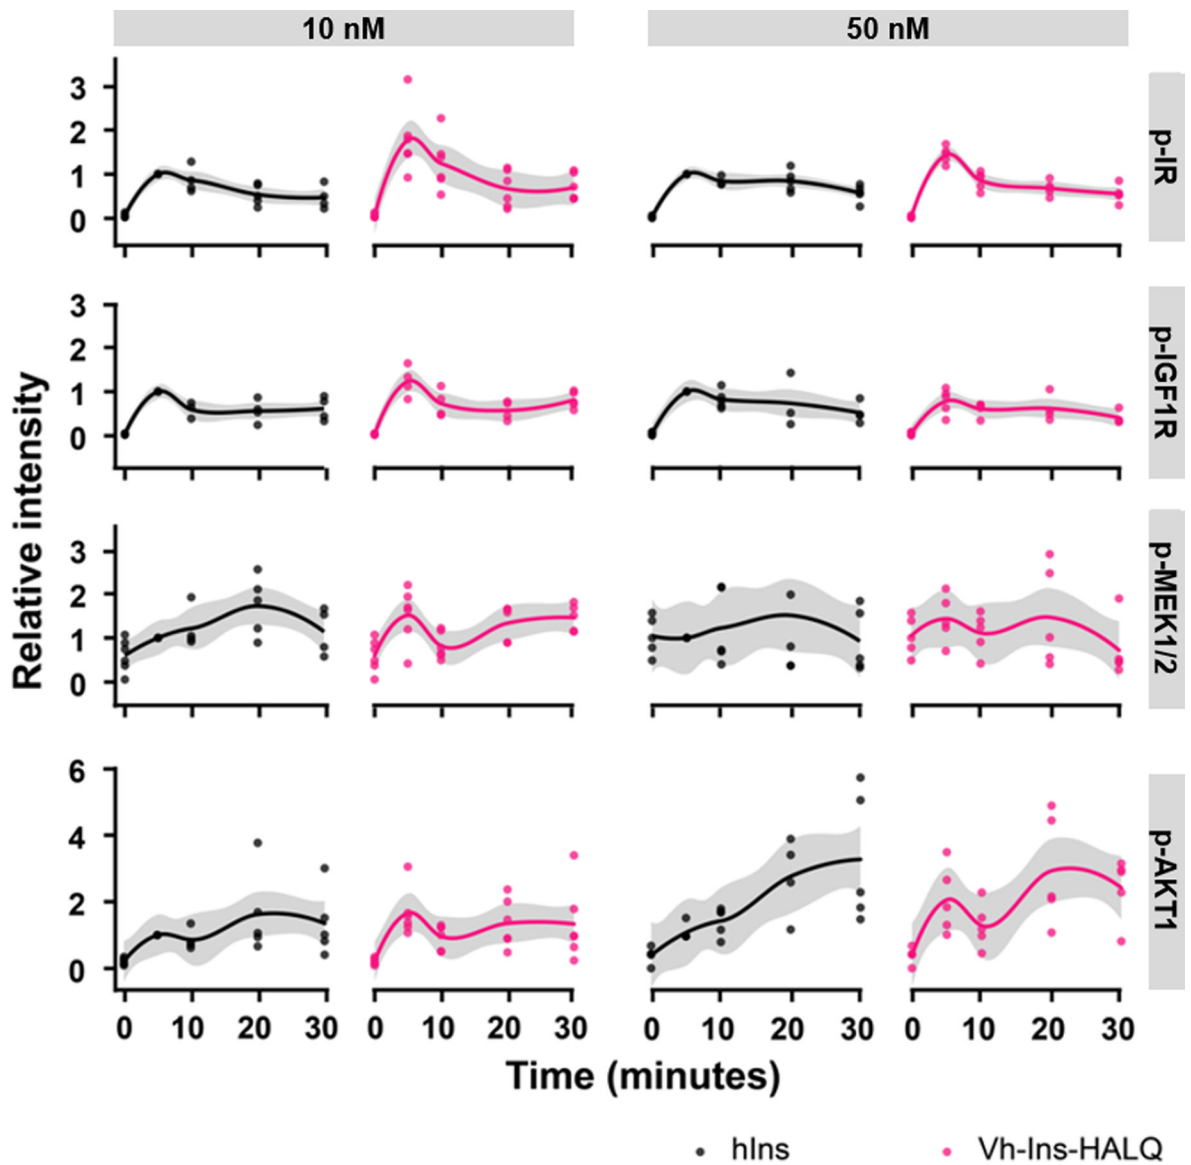 10 nM 50 nM
3
2
1
0
p-IR
3
2
1
0
p-IGF1R
Relative intensity
3
2
1
0
p-MEK1/2
6
4
2
0
p-AKT1
0 10 20 30 0 10 20 30 0 10 20 30 0 10 20 30
Time (minutes)
hIns Vh-Ins-HALQ